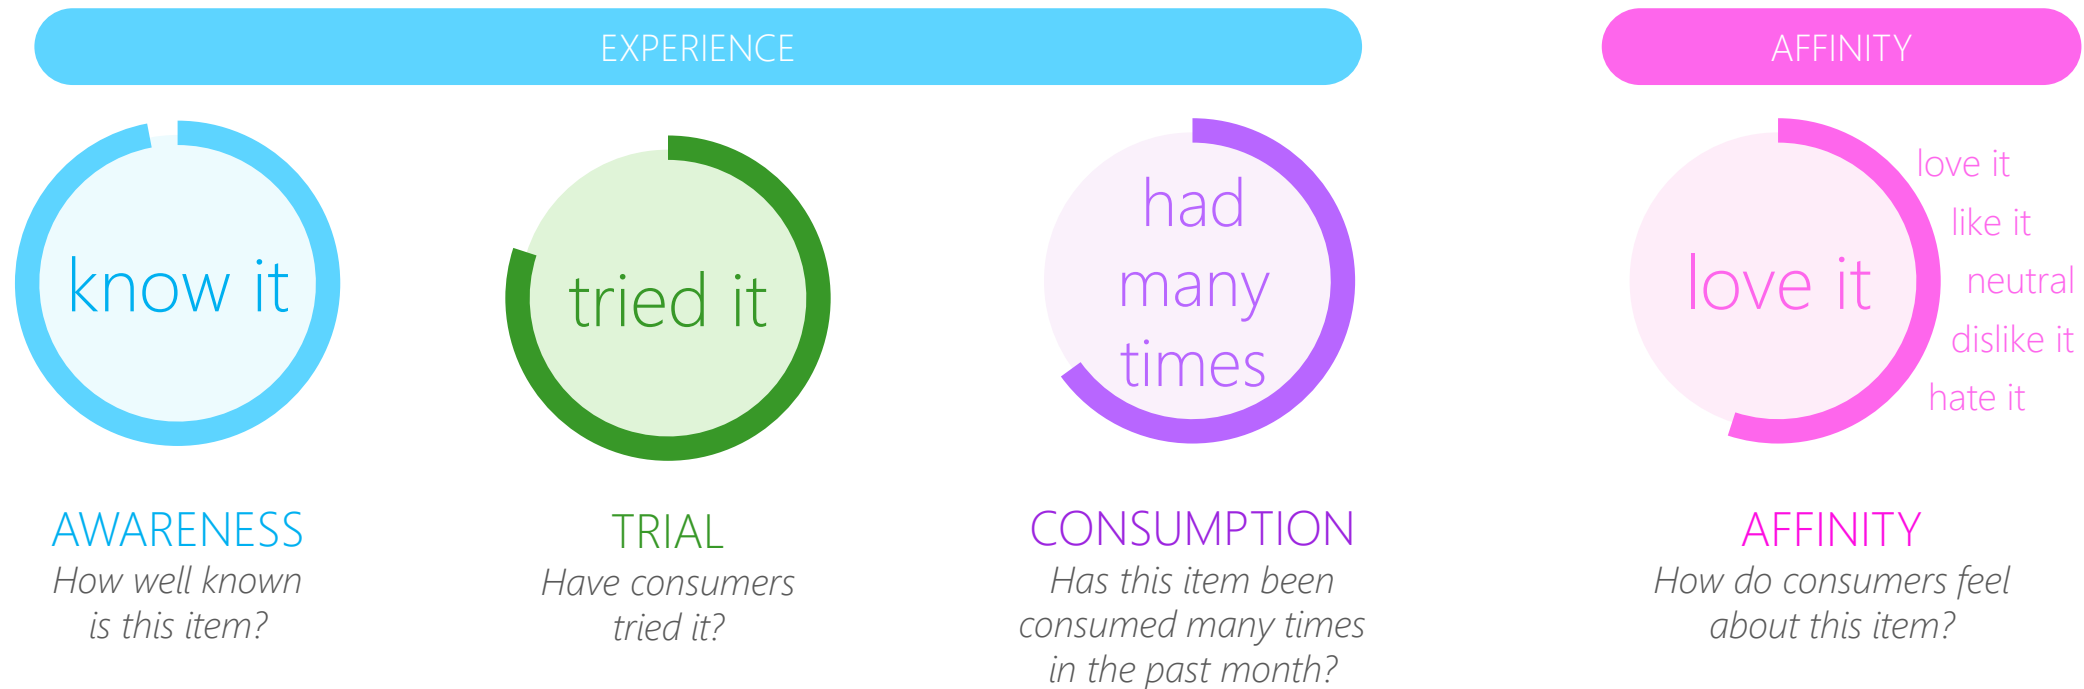 EXPERIENCE
AFFINITY
know it
tried it
had
many
times
love it
love it
like it
neutral
dislike it
hate it
AWARENESS
How well known
is this item?
TRIAL
Have consumers
tried it?
CONSUMPTION
Has this item been
consumed many times
in the past month?
AFFINITY
How do consumers feel
about this item?